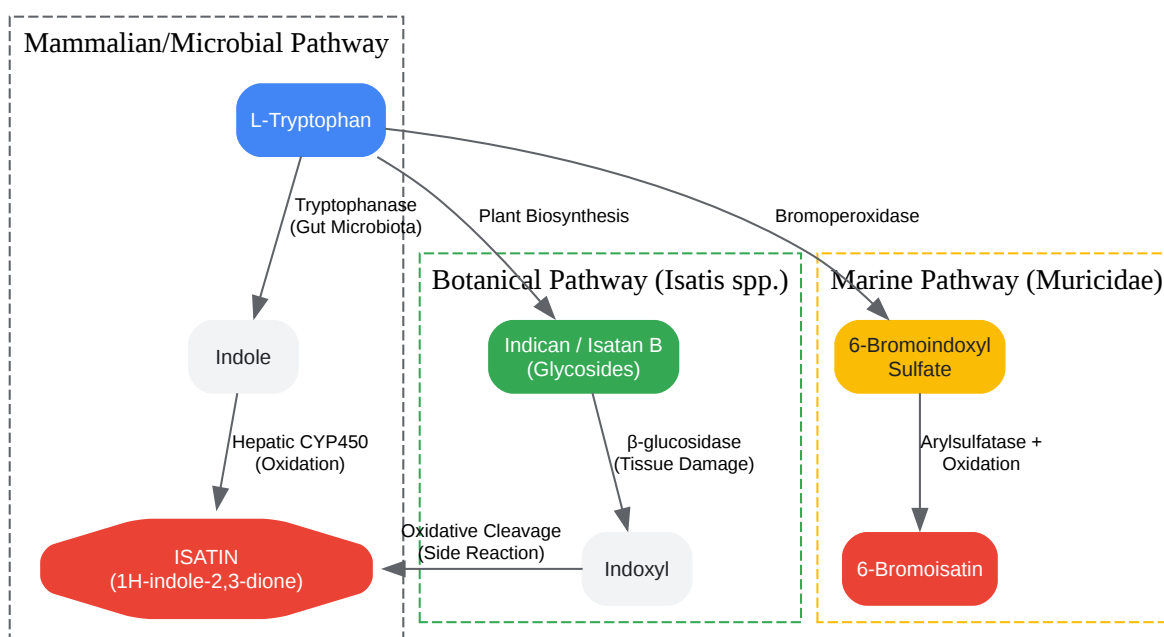 Mammalian/Microbial Pathway
L-Tryptophan
Tryptophanase
(Gut Microbiota)
Plant Biosynthesis
Bromoperoxidase
Botanical Pathway (Isatis spp.)
Marine Pathway (Muricidae)
Indole
Indican / Isatan B
(Glycosides)
6-Bromoindoxyl
Sulfate
Hepatic CYP450
(Oxidation)
β-glucosidase
(Tissue Damage)
Arylsulfatase +
Oxidation
Oxidative Cleavage
(Side Reaction)
ISATIN
(1H-indole-2,3-dione)
Indoxyl
6-Bromoisatin